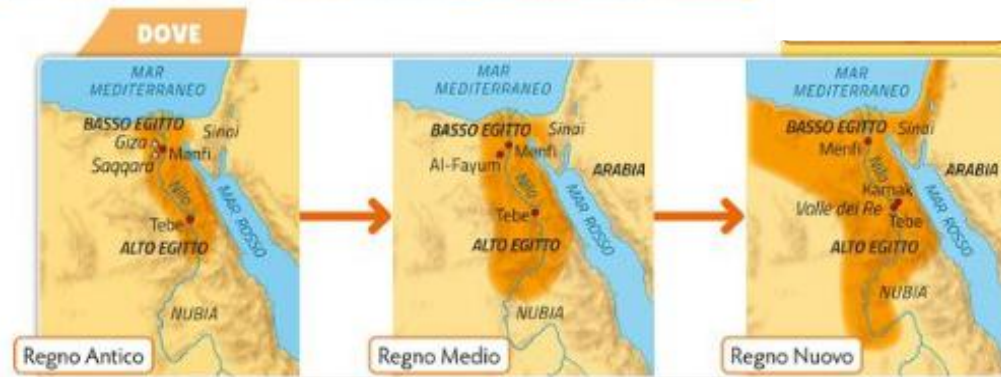 DOVE
MAR
MEDITERRANEO
BASSO EGITTO
Giza
Sinai
Menfi
Saqqara
Nilo
MAR ROSSO
Tebe
ALTO EGITTO
NUBIA
Regno Antico
MAR
MEDITERRANEO
BASSO EGITTO
Sinai
Menfi
Al-Fayum
ARABIA
Nilo
MAR ROSSO
Tebe
ALTO EGITTO
NUBIA
Regno Medio
MAR
MEDITERRANEO
BASSO EGITTO
Sinai
Menfi
ARABIA
Nilo
Karnak
Valle dei Re
Tebe
MAR ROSSO
ALTO EGITTO
NUBIA
Regno Nuovo